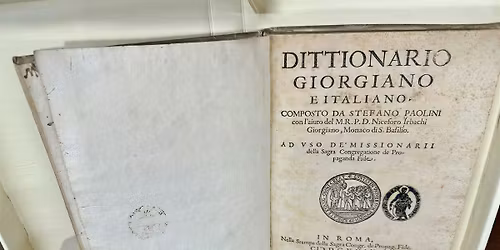 DITTIONARIO
GIORGIANO
E ITALIANO.
COMPOSTO DA STEFANO PAOLINI
con l'aiuto del M.R.P.D. Niceforo Irbachi
Giorgiano, Monaco di S. Basilio.
AD VSO DE' MISSIONARII
della Sagra Congregatione de Pro-
paganda Fide.
IN ROMA,
Nella Stampa della Sagra Congr. de Propag. Fide.